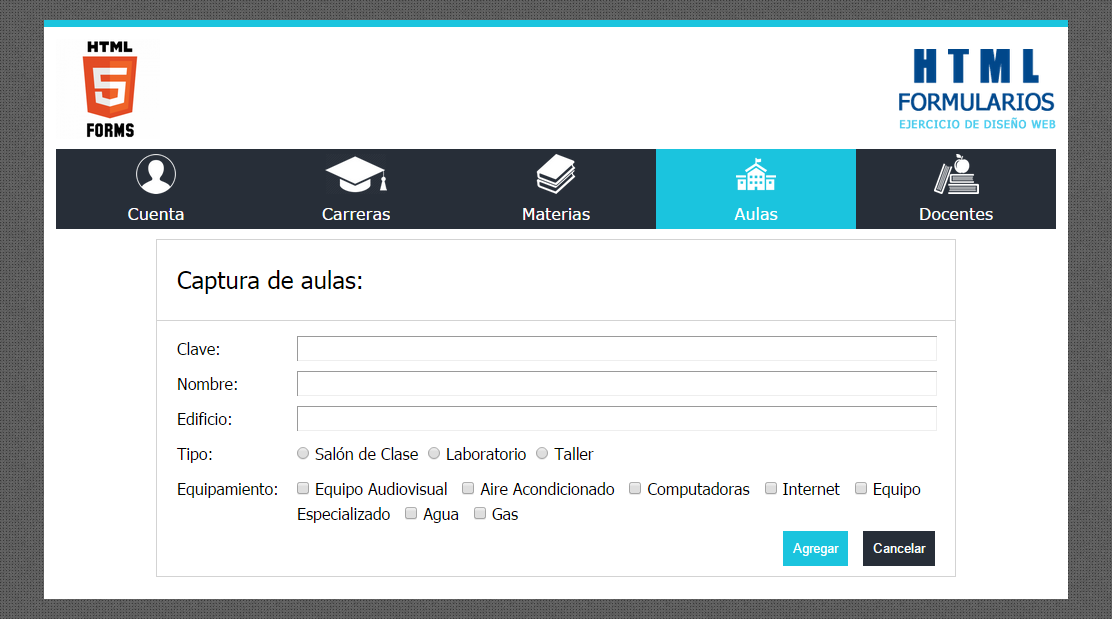 HTML
5
FORMS
HTML
FORMULARIOS
EJERCICIO DE DISEÑO WEB
Cuenta Carreras Materias Aulas Docentes
Captura de aulas:
Clave:
Nombre:
Edificio:
Tipo: Salón de Clase Laboratorio Taller
Equipamiento: Equipo Audiovisual Aire Acondicionado Computadoras Internet Equipo
Especializado Agua Gas
Agregar Cancelar